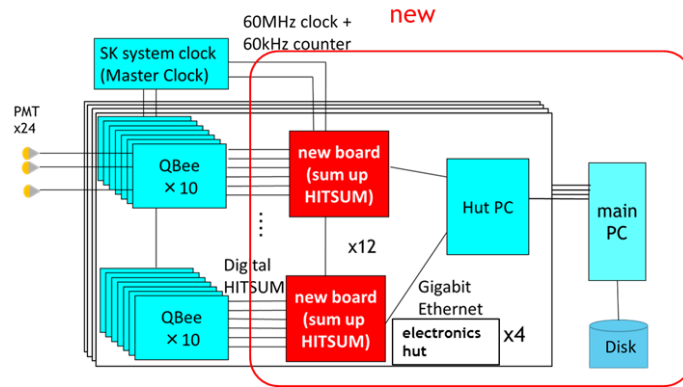 60MHz clock +
60kHz counter
new
SK system clock
(Master Clock)
PMT
x24
QBee
×10
new board
(sum up
HITSUM)
Hut PC
main
PC
x12
Digital
HITSUM
QBee
×10
new board
(sum up
HITSUM)
Gigabit
Ethernet
electronics
hut
x4
Disk